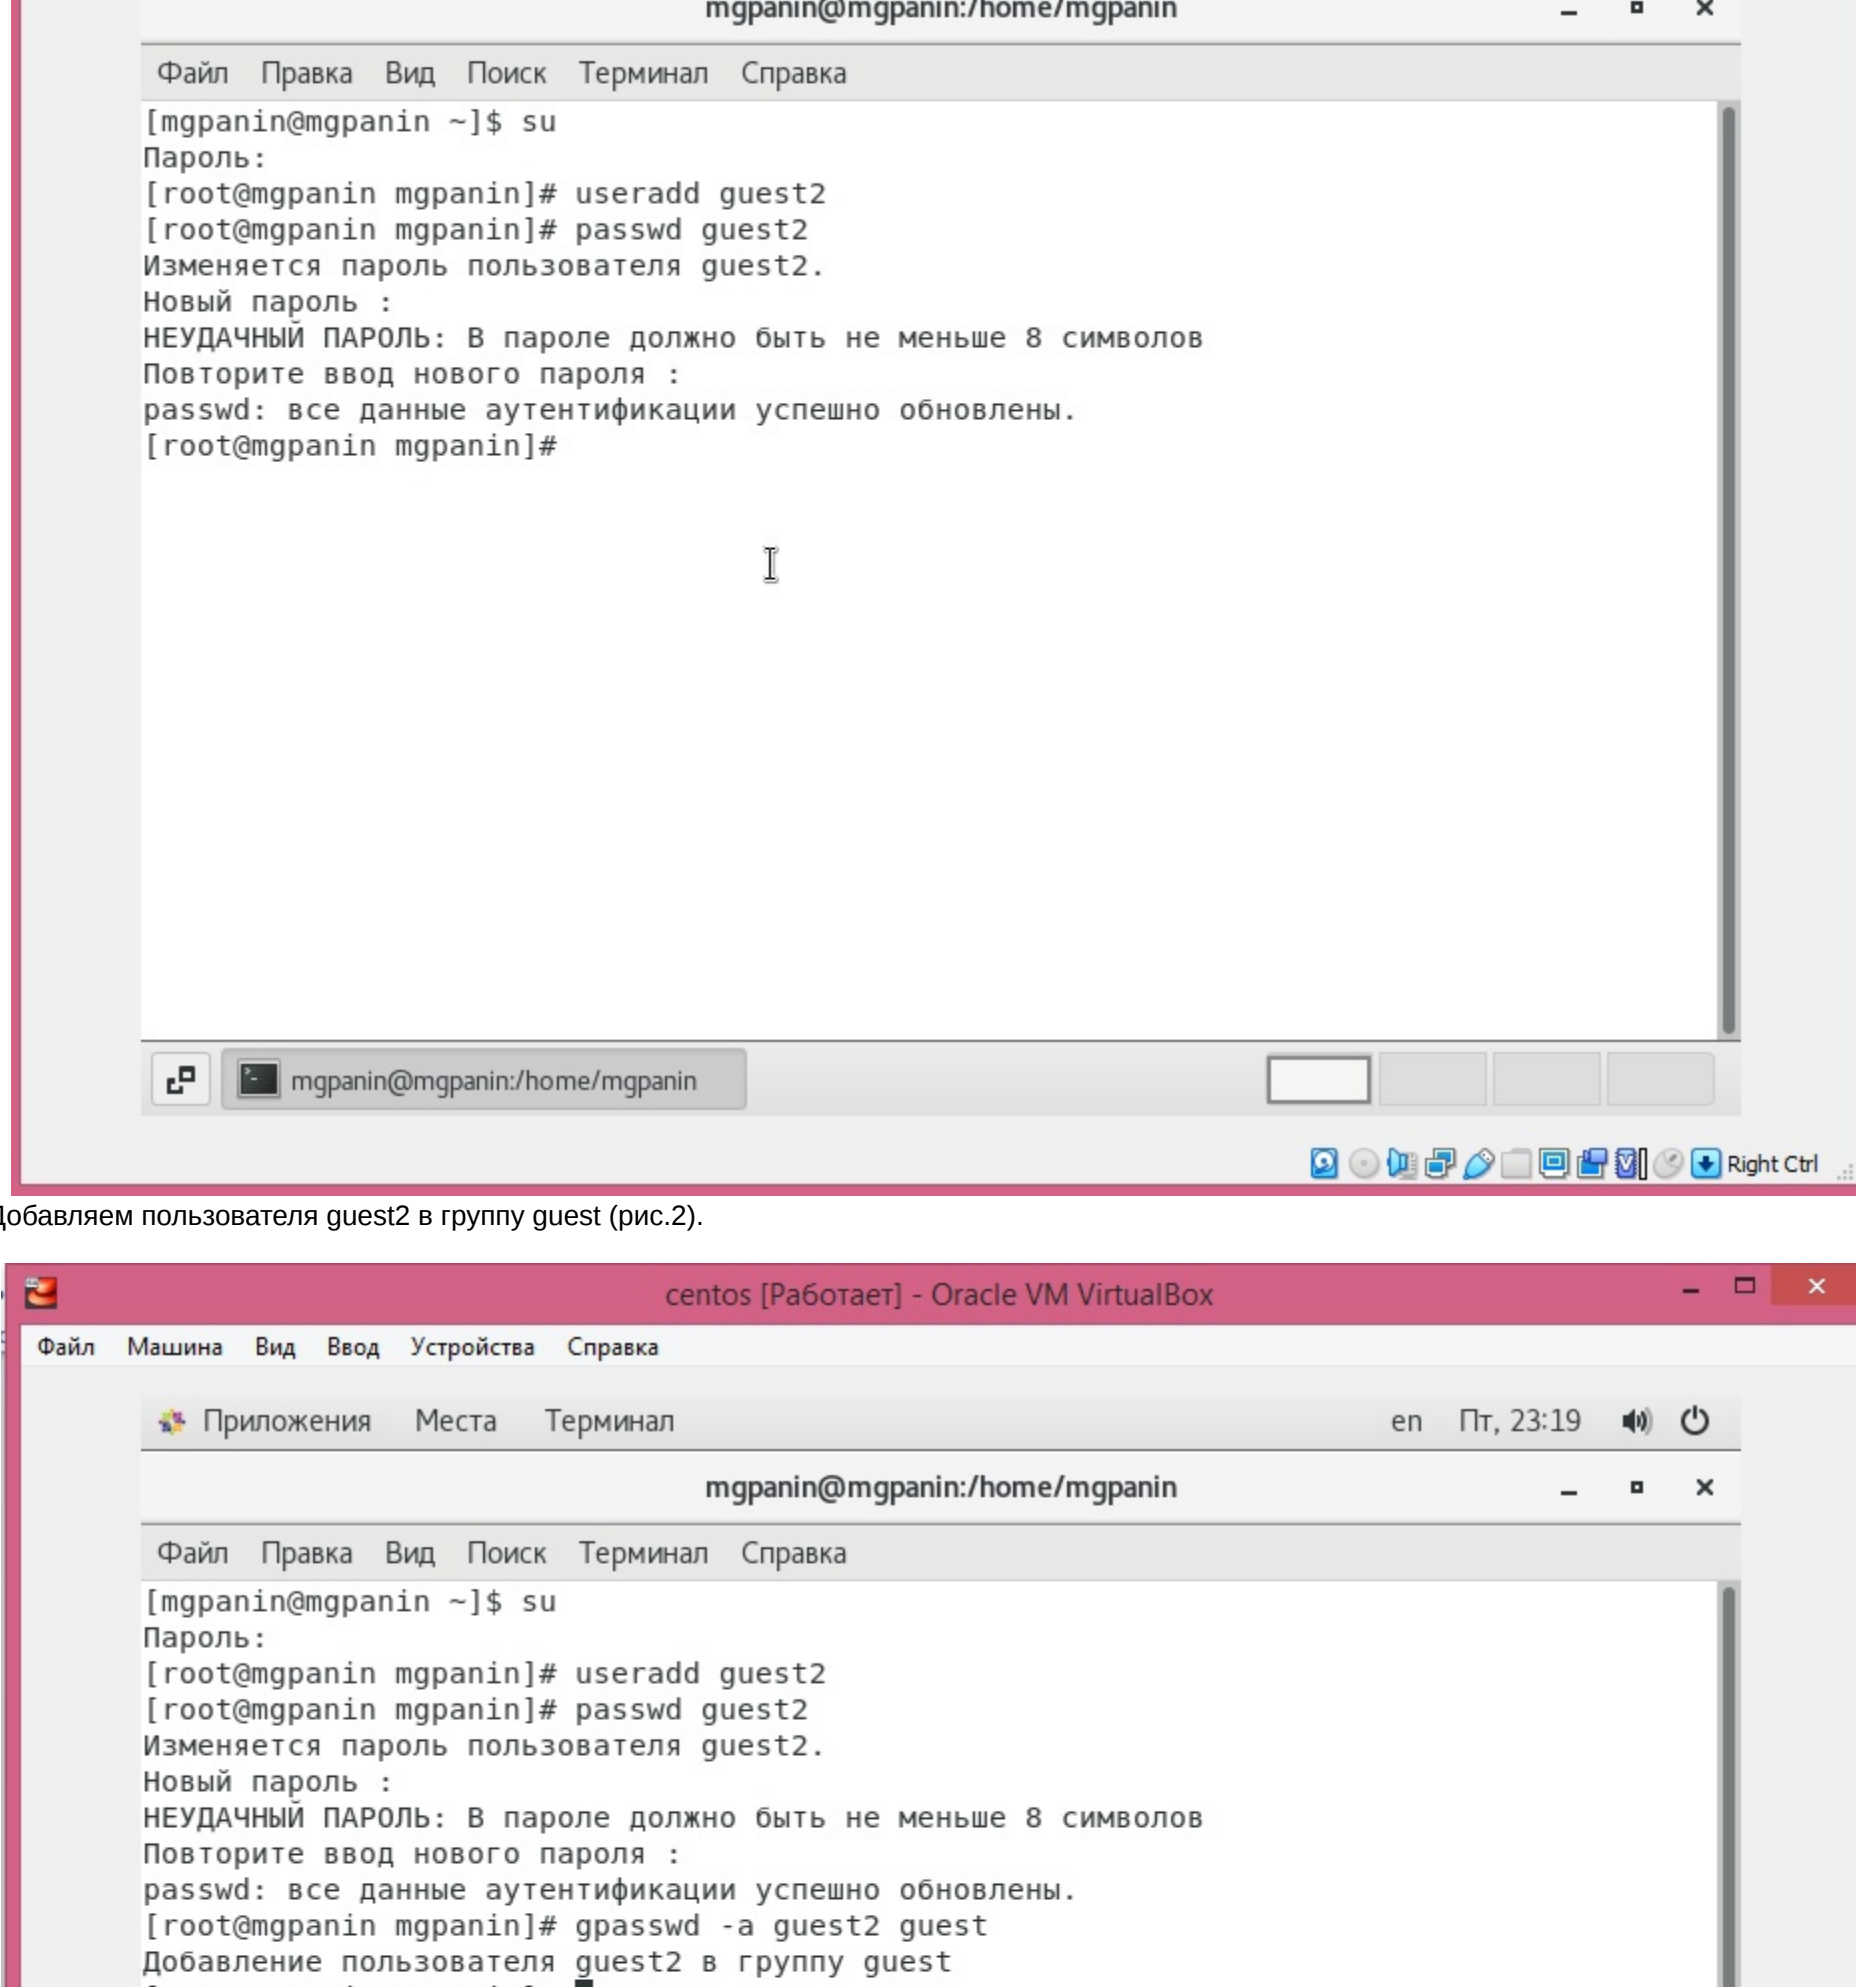 mgpanin@mgpanin:/home/mgpanin
Файл Правка Вид Поиск Терминал Справка
[mgpanin@mgpanin ~]$ su
Пароль:
[root@mgpanin mgpanin]# useradd guest2
[root@mgpanin mgpanin]# passwd guest2
Изменяется пароль пользователя guest2.
Новый пароль :
НЕУДАЧНЫЙ ПАРОЛЬ: В пароле должно быть не меньше 8 символов
Повторите ввод нового пароля :
passwd: все данные аутентификации успешно обновлены.
[root@mgpanin mgpanin]#
mgpanin@mgpanin:/home/mgpanin
Right Ctrl
Добавляем пользователя guest2 в группу guest (рис.2).
centos [Работает] - Oracle VM VirtualBox
Файл Машина Вид Ввод Устройства Справка
Приложения Места Терминал en Пт, 23:19
mgpanin@mgpanin:/home/mgpanin
Файл Правка Вид Поиск Терминал Справка
[mgpanin@mgpanin ~]$ su
Пароль:
[root@mgpanin mgpanin]# useradd guest2
[root@mgpanin mgpanin]# passwd guest2
Изменяется пароль пользователя guest2.
Новый пароль :
НЕУДАЧНЫЙ ПАРОЛЬ: В пароле должно быть не меньше 8 символов
Повторите ввод нового пароля :
passwd: все данные аутентификации успешно обновлены.
[root@mgpanin mgpanin]# gpasswd -a guest2 guest
Добавление пользователя guest2 в группу guest